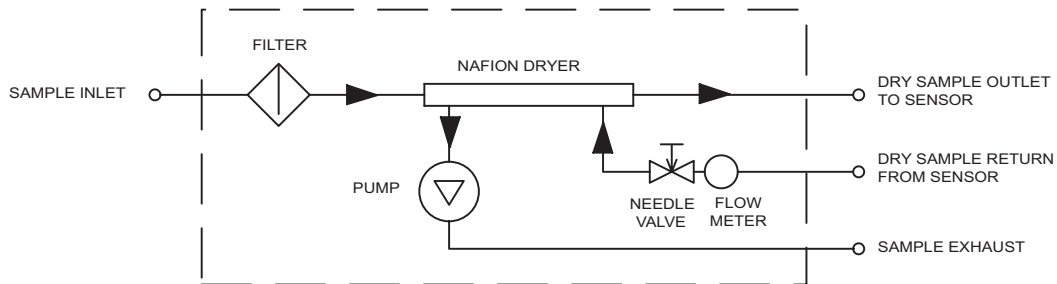 FILTER
NAFION DRYER
SAMPLE INLET
DRY SAMPLE OUTLET
TO SENSOR
DRY SAMPLE RETURN
FROM SENSOR
PUMP
NEEDLE
VALVE
FLOW
METER
SAMPLE EXHAUST